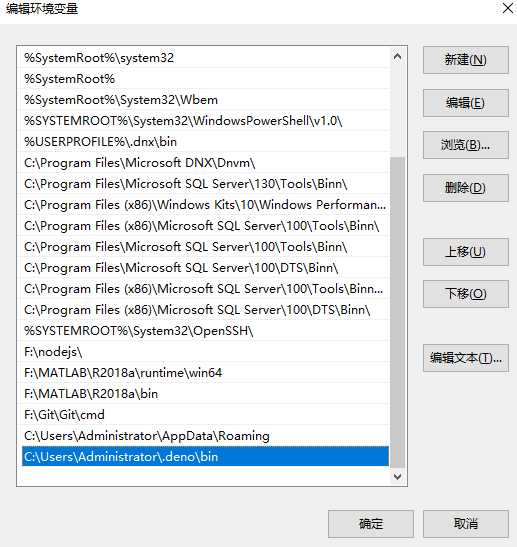 编辑环境变量
%SystemRoot%\system32
%SystemRoot%
%SystemRoot%\System32\Wbem
%SYSTEMROOT%\System32\WindowsPowerShell\v1.0\
%USERPROFILE%\.dnx\bin
C:\Program Files\Microsoft DNX\Dnvm\
C:\Program Files\Microsoft SQL Server\130\Tools\Binn\
C:\Program Files (x86)\Windows Kits\10\Windows Performan...
C:\Program Files (x86)\Microsoft SQL Server\100\Tools\Binn\
C:\Program Files\Microsoft SQL Server\100\Tools\Binn\
C:\Program Files\Microsoft SQL Server\100\DTS\Binn\
C:\Program Files (x86)\Microsoft SQL Server\100\Tools\Binn...
C:\Program Files (x86)\Microsoft SQL Server\100\DTS\Binn\
%SYSTEMROOT%\System32\OpenSSH\
F:\nodejs\
F:\MATLAB\R2018a\runtime\win64
F:\MATLAB\R2018a\bin
F:\Git\Git\cmd
C:\Users\Administrator\AppData\Roaming
C:\Users\Administrator\.deno\bin
新建(N)
编辑(E)
浏览(B)...
删除(D)
上移(U)
下移(O)
编辑文本(T)...
确定
取消